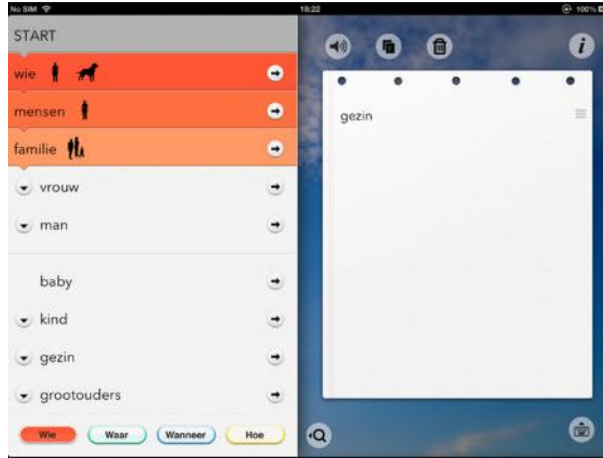 No SIM 18:22 100%
START
wie
mensen
familie
vrouw
man
baby
kind
gezin
grootouders
Wie Waar Wanneer Hoe
i
gezin